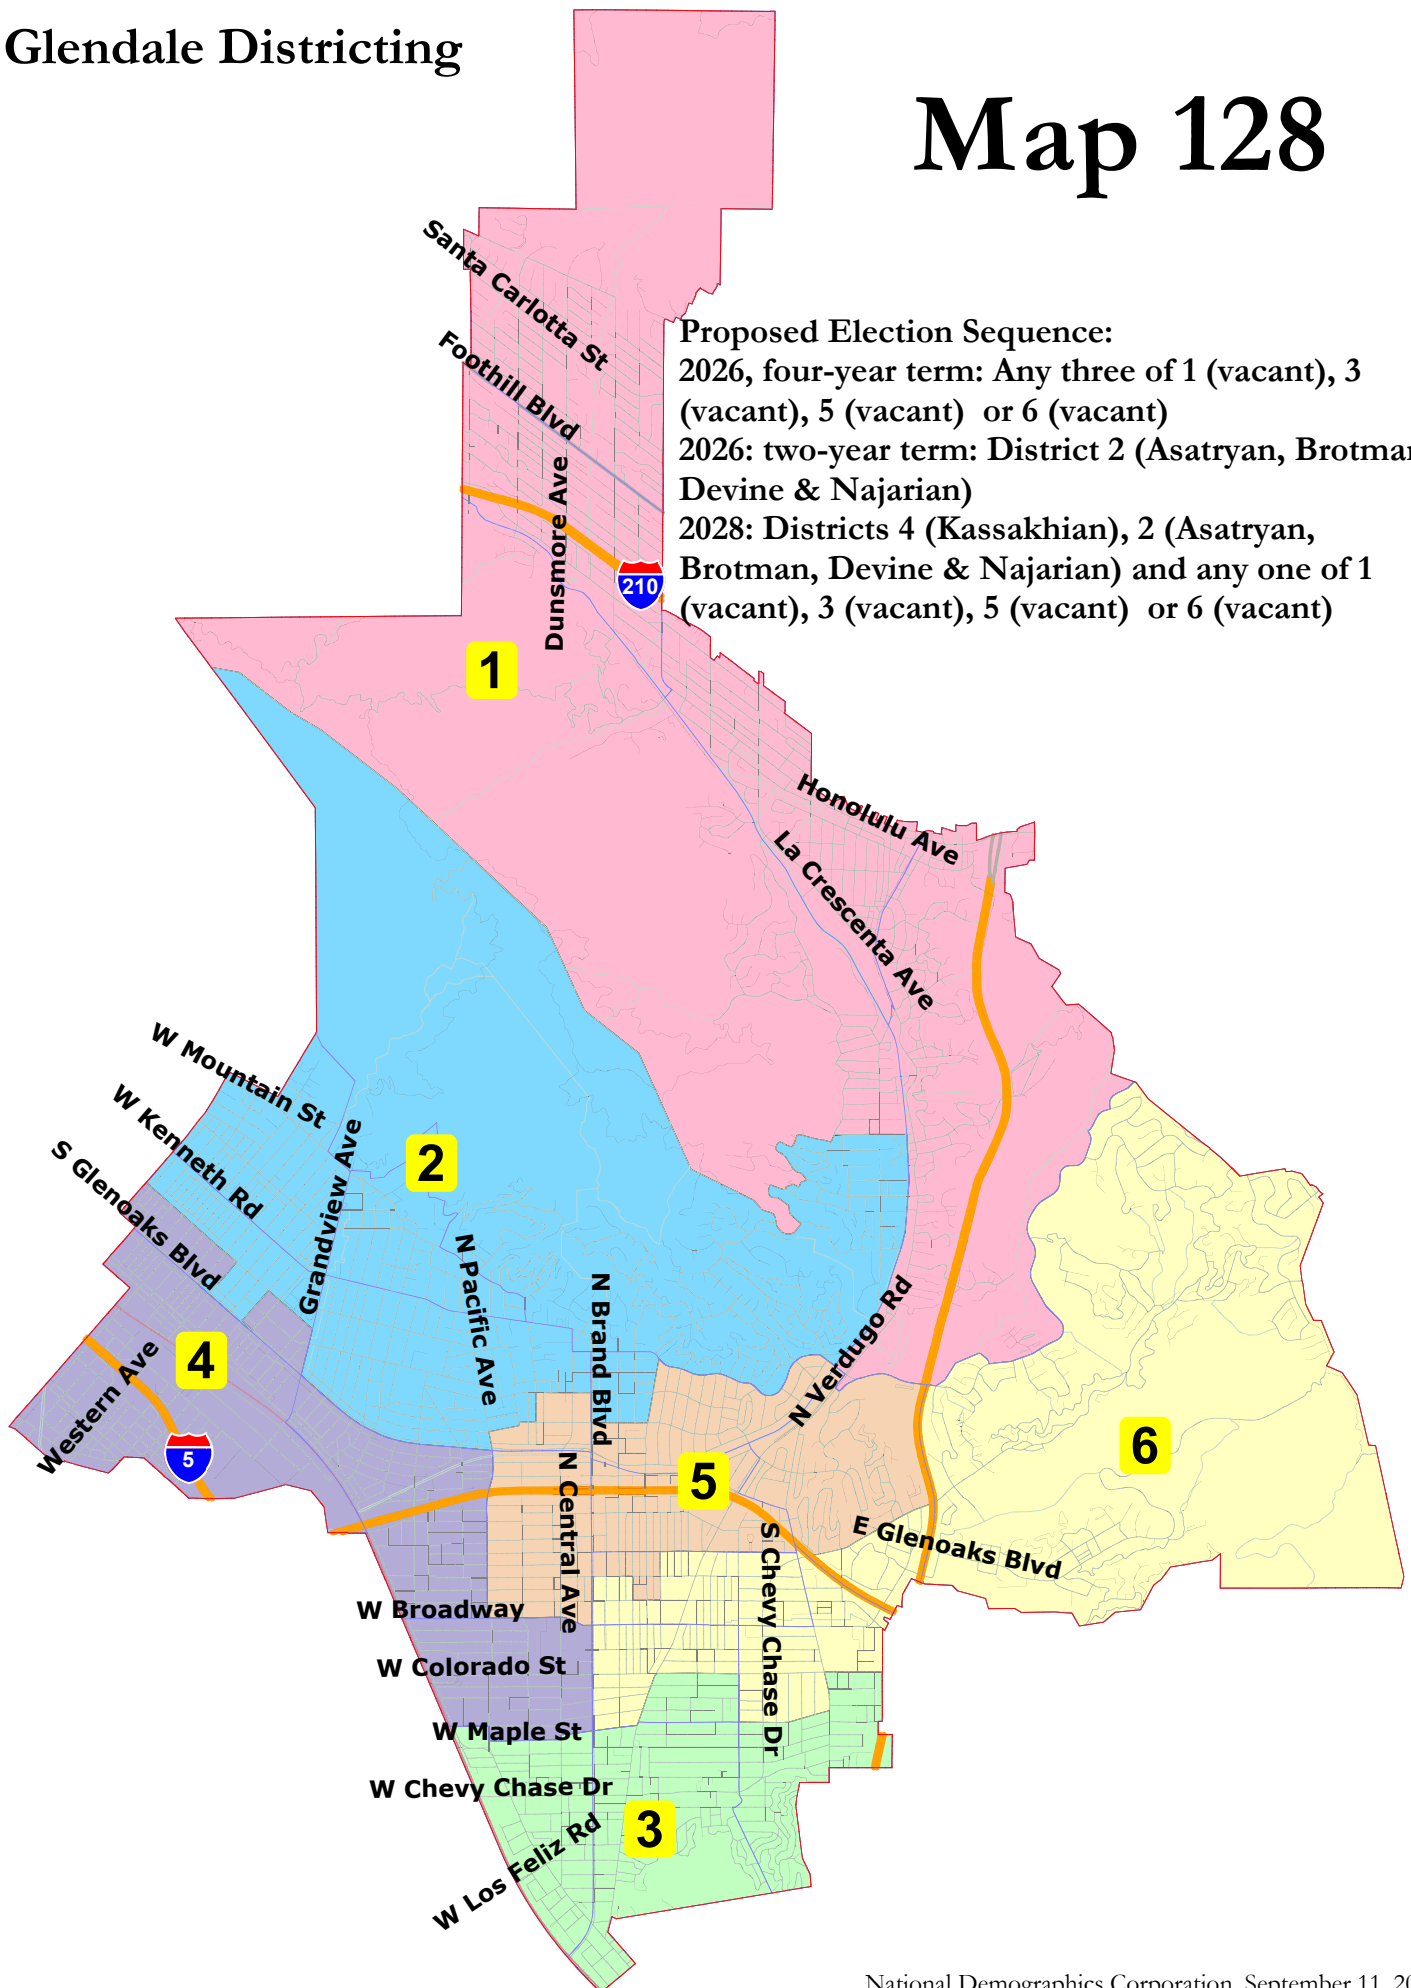 Glendale Districting
Map 128
Santa Carlotta St
Foothill Blvd
Proposed Election Sequence:
2026, four-year term: Any three of 1 (vacant), 3
(vacant), 5 (vacant) or 6 (vacant)
2026: two-year term: District 2 (Asatryan, Brotman
Devine & Najarian)
2028: Districts 4 (Kassakhian), 2 (Asatryan,
Brotman, Devine & Najarian) and any one of 1
(vacant), 3 (vacant), 5 (vacant) or 6 (vacant)
Dunsmore Ave
210
1
Honolulu Ave
La Crescenta Ave
W Mountain St
W Kenneth Rd
S Glenoaks Blvd
Grandview Ave
2
N Pacific Ave
N Brand Blvd
N Verdugo Rd
4
Western Ave
5
N Central Ave
5
6
S Chevy Chase Dr
E Glenoaks Blvd
W Broadway
W Colorado St
W Maple St
W Chevy Chase Dr
3
W Los Feliz Rd
National Demographics Corporation, September 11, 20